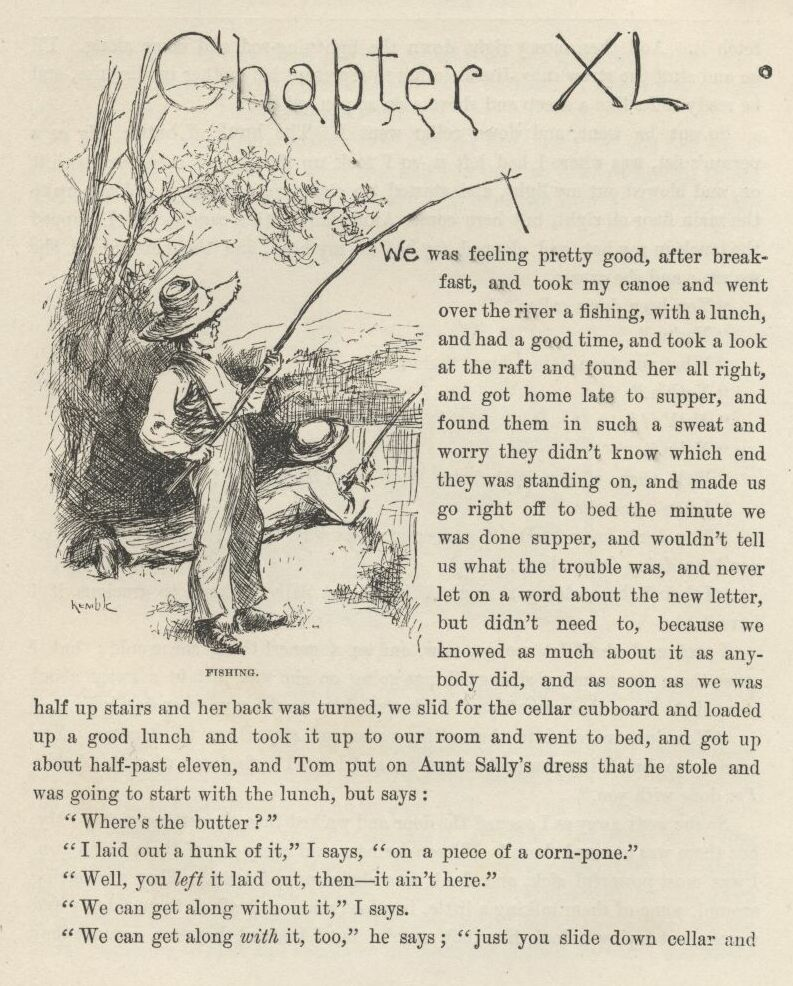 Chapter XL.
We was feeling pretty good, after break-
fast, and took my canoe and went
over the river a fishing, with a lunch,
and had a good time, and took a look
at the raft and found her all right,
and got home late to supper, and
found them in such a sweat and
worry they didn't know which end
they was standing on, and made us
go right off to bed the minute we
was done supper, and wouldn't tell
us what the trouble was, and never
let on a word about the new letter,
but didn't need to, because we
knowed as much about it as any-
body did, and as soon as we was
half up stairs and her back was turned, we slid for the cellar cubboard and loaded
up a good lunch and took it up to our room and went to bed, and got up
about half-past eleven, and Tom put on Aunt Sally's dress that he stole and
was going to start with the lunch, but says:
"Where's the butter?"
"I laid out a hunk of it," I says, "on a piece of a corn-pone."
"Well, you left it laid out, then—it ain't here."
"We can get along without it," I says.
"We can get along with it, too," he says; "just you slide down cellar and
Kemble
FISHING.